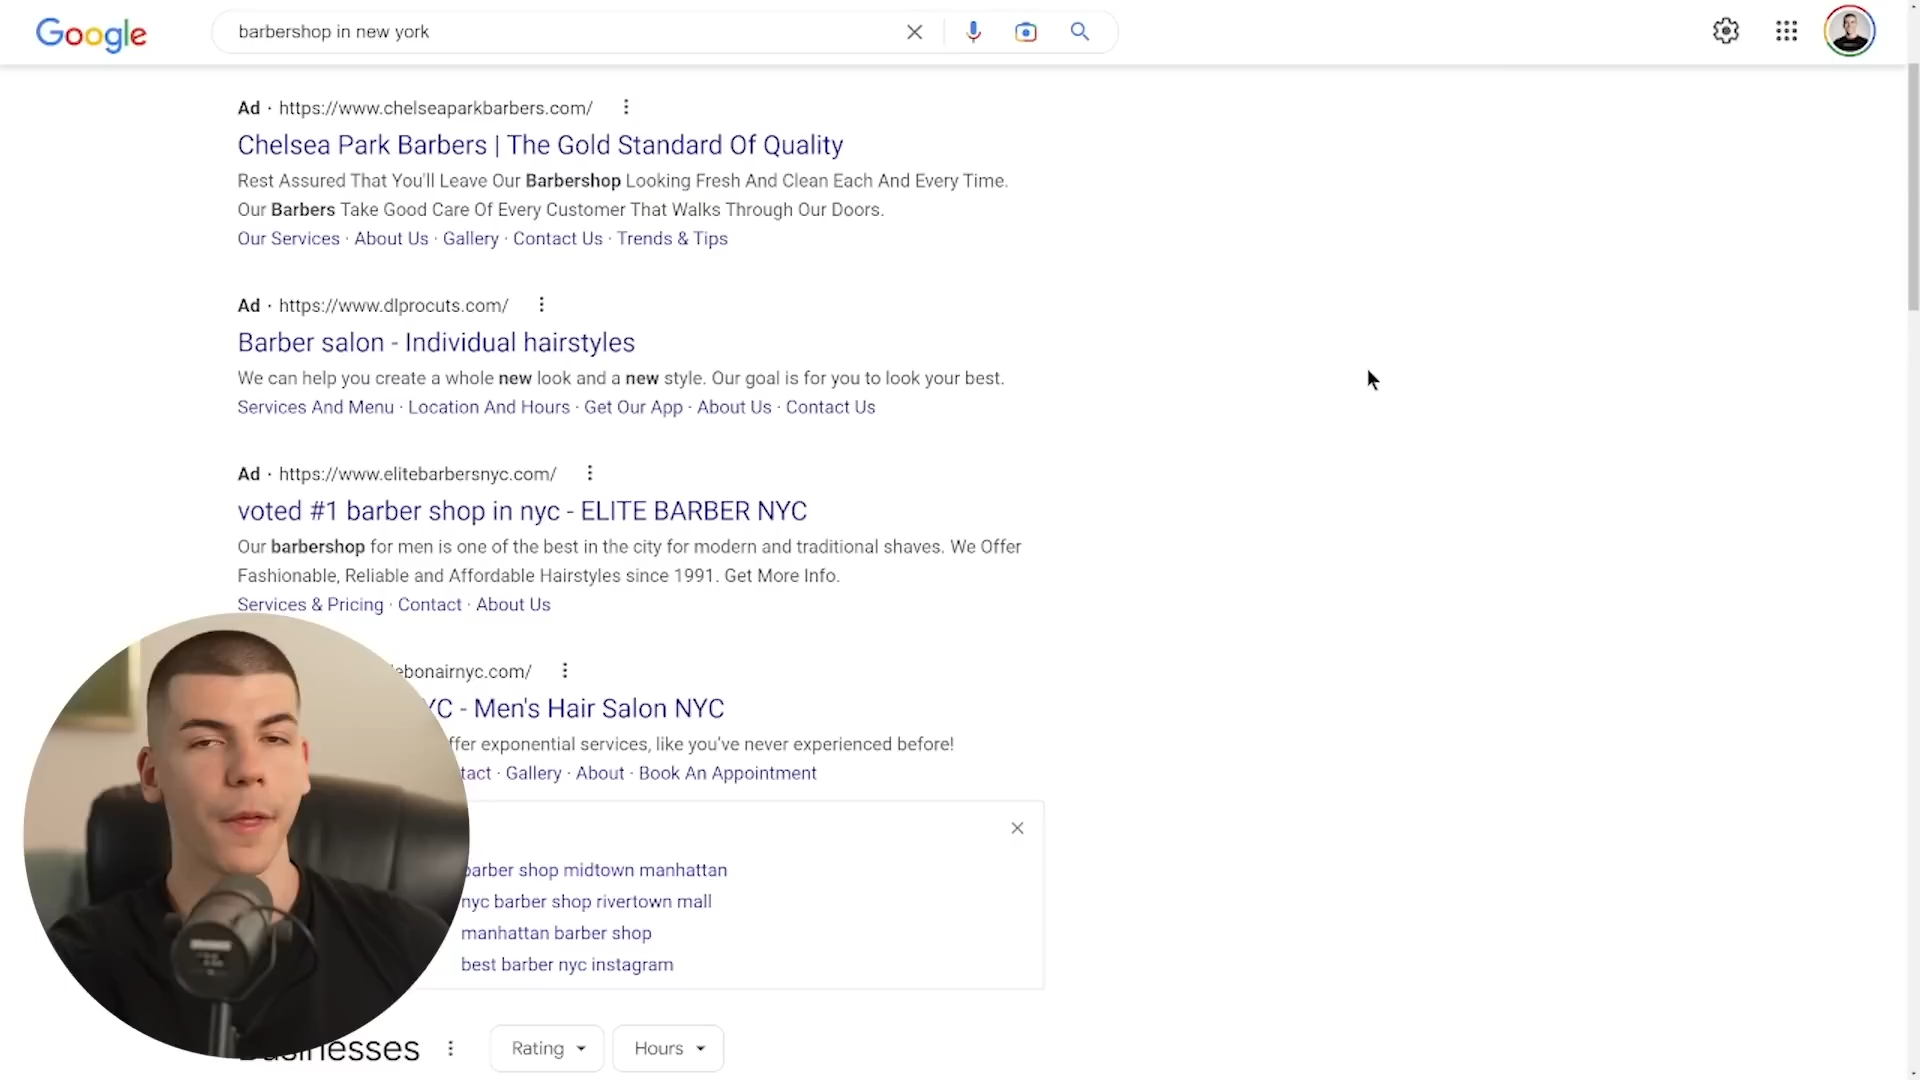 Google
barbershop in new york
Ad · https://www.chelseaparkbarbers.com/
Chelsea Park Barbers | The Gold Standard Of Quality
Rest Assured That You'll Leave Our Barbershop Looking Fresh And Clean Each And Every Time.
Our Barbers Take Good Care Of Every Customer That Walks Through Our Doors.
Our Services · About Us · Gallery · Contact Us · Trends & Tips
Ad · https://www.dlprocuts.com/
Barber salon - Individual hairstyles
We can help you create a whole new look and a new style. Our goal is for you to look your best.
Services And Menu · Location And Hours · Get Our App · About Us · Contact Us
Ad · https://www.elitebarbersnyc.com/
voted #1 barber shop in nyc - ELITE BARBER NYC
Our barbershop for men is one of the best in the city for modern and traditional shaves. We Offer
Fashionable, Reliable and Affordable Hairstyles since 1991. Get More Info.
Services & Pricing · Contact · About Us
ebonairnyc.com/
YC - Men's Hair Salon NYC
ffer exponential services, like you've never experienced before!
tact · Gallery · About · Book An Appointment
barber shop midtown manhattan
nyc barber shop rivertown mall
manhattan barber shop
best barber nyc instagram
Businesses
Rating
Hours